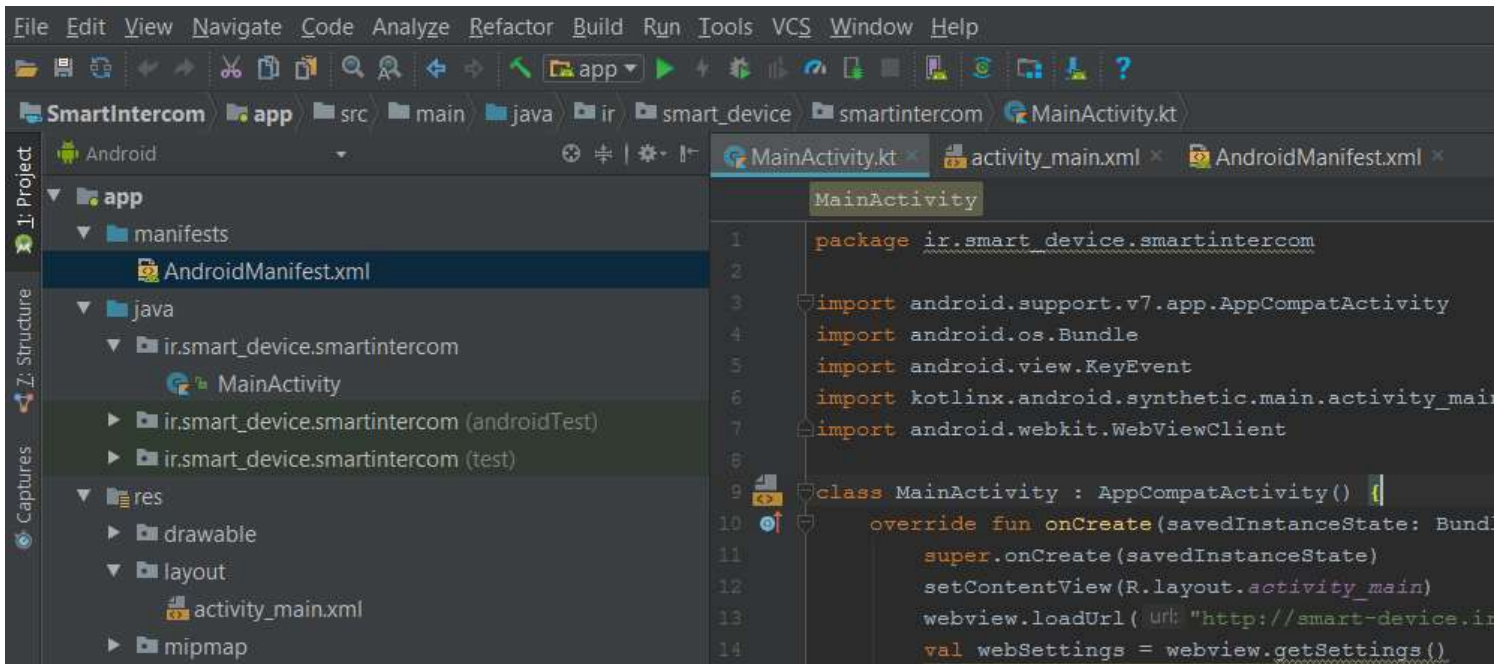 File Edit View Navigate Code Analyze Refactor Build Run Tools VCS Window Help
app
SmartIntercom app src main java ir smart_device smartintercom MainActivity.kt
1: Project
7: Structure
Captures
Android
app
manifests
AndroidManifest.xml
java
ir.smart_device.smartintercom
MainActivity
ir.smart_device.smartintercom (androidTest)
ir.smart_device.smartintercom (test)
res
drawable
layout
activity_main.xml
mipmap
MainActivity.kt activity_main.xml AndroidManifest.xml
MainActivity
1 package ir.smart_device.smartintercom
2
3 import android.support.v7.app.AppCompatActivity
4 import android.os.Bundle
5 import android.view.KeyEvent
6 import kotlinx.android.synthetic.main.activity_main
7 import android.webkit.WebViewClient
8
9 class MainActivity : AppCompatActivity() {
10 override fun onCreate(savedInstanceState: Bundl
11 super.onCreate(savedInstanceState)
12 setContentView(R.layout.activity_main)
13 webview.loadUrl( url: "http://smart-device.ir
14 val webSettings = webview.getSettings()